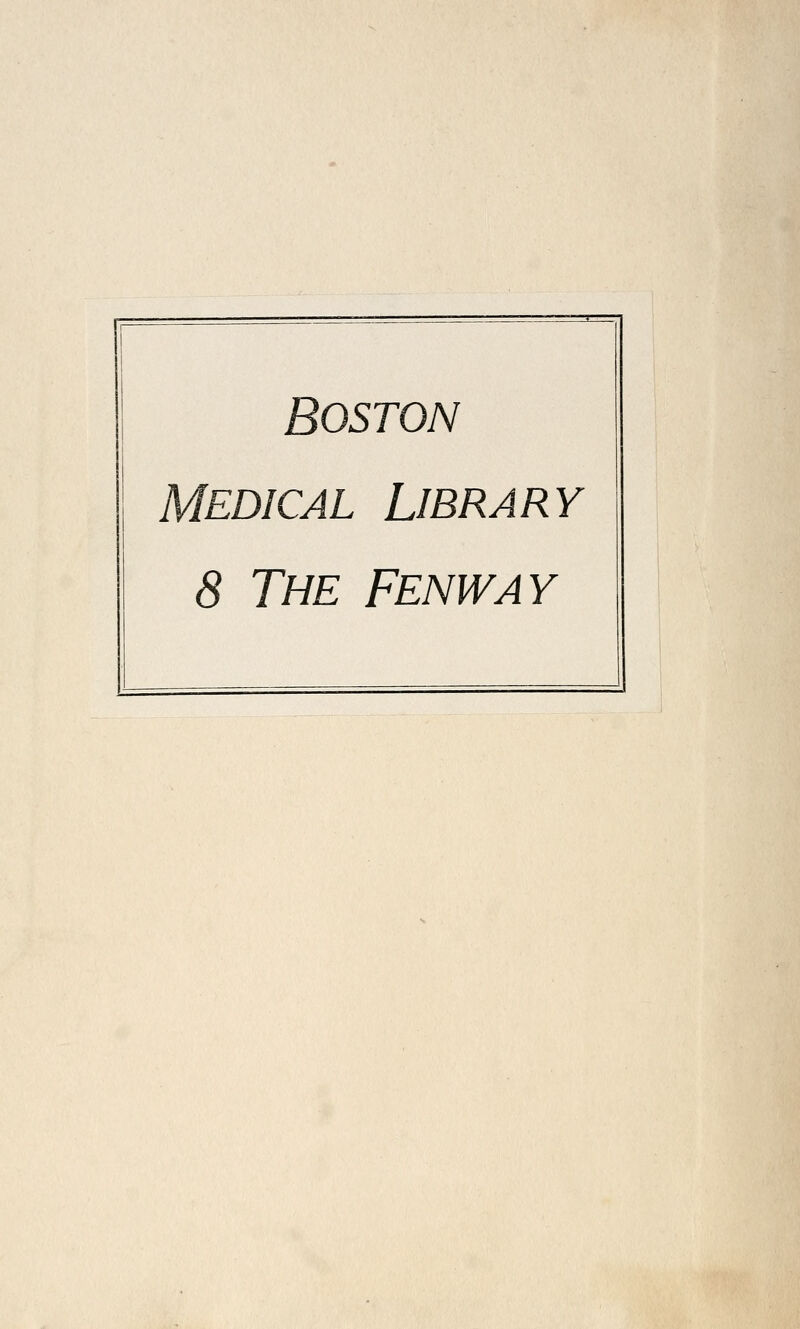 BOSTON
MEDICAL LIBRARY
8 THE FENWAY